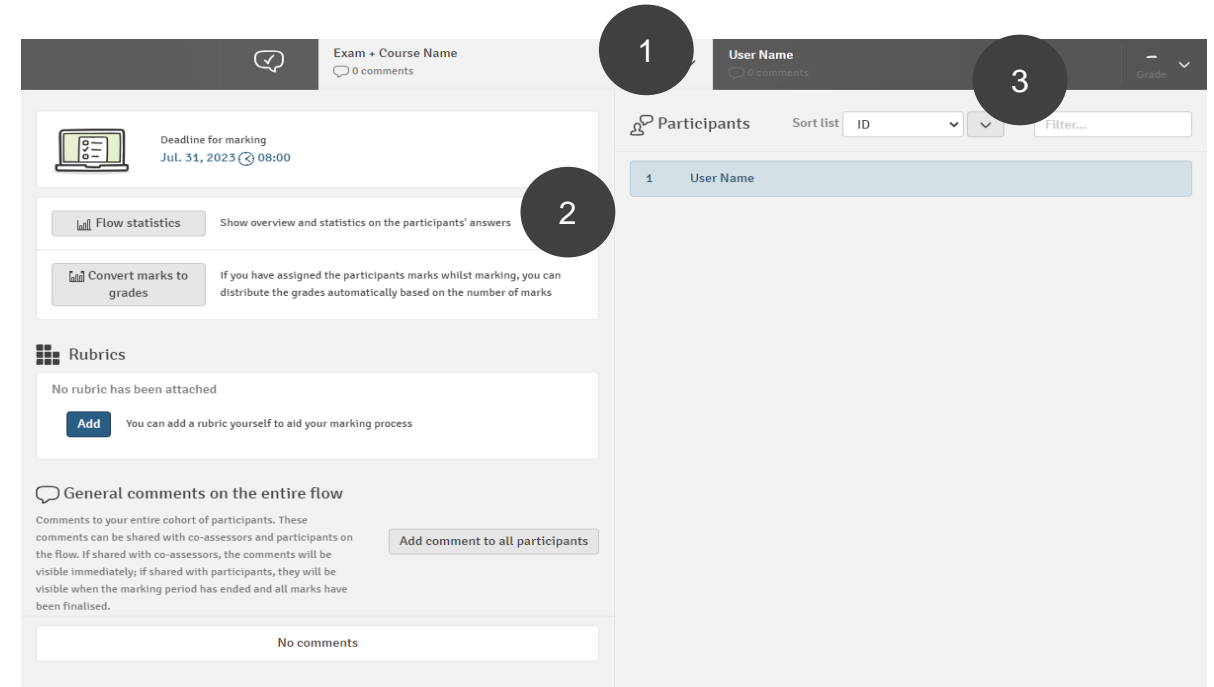 Exam + Course Name
0 comments
1
User Name
0 comments
3
–
Grade
Deadline for marking
Jul. 31, 2023 08:00
Participants
Sort list
ID
Filter...
1 User Name
2
Flow statistics
Show overview and statistics on the participants' answers
Convert marks to
grades
If you have assigned the participants marks whilst marking, you can
distribute the grades automatically based on the number of marks
Rubrics
No rubric has been attached
Add
You can add a rubric yourself to aid your marking process
General comments on the entire flow
Comments to your entire cohort of participants. These
comments can be shared with co-assessors and participants on
the flow. If shared with co-assessors, the comments will be
visible immediately; if shared with participants, they will be
visible when the marking period has ended and all marks have
been finalised.
Add comment to all participants
No comments